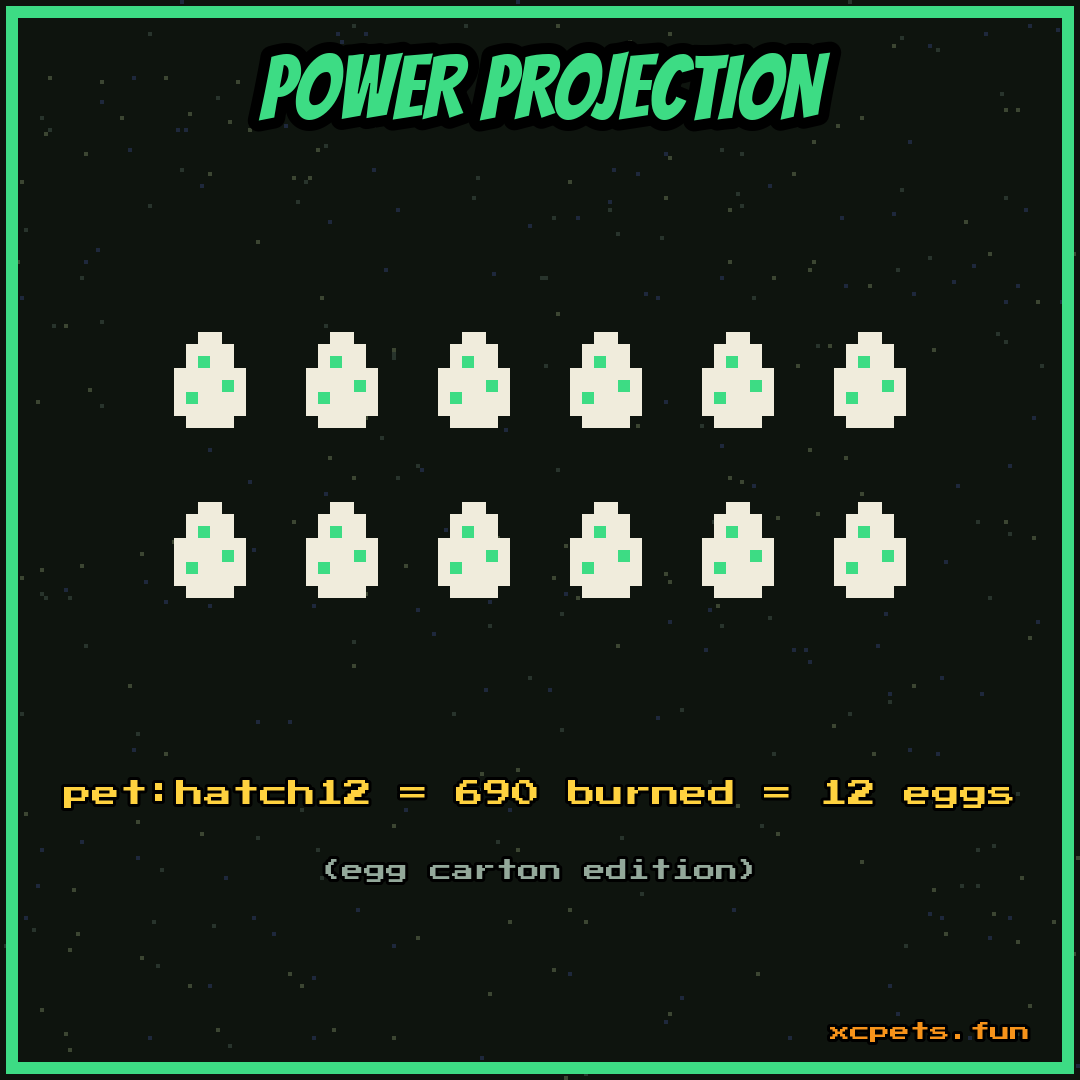 POWER PROJECTION
pet:hatch12 = 690 burned = 12 eggs
(egg carton edition)
xcpets.fun